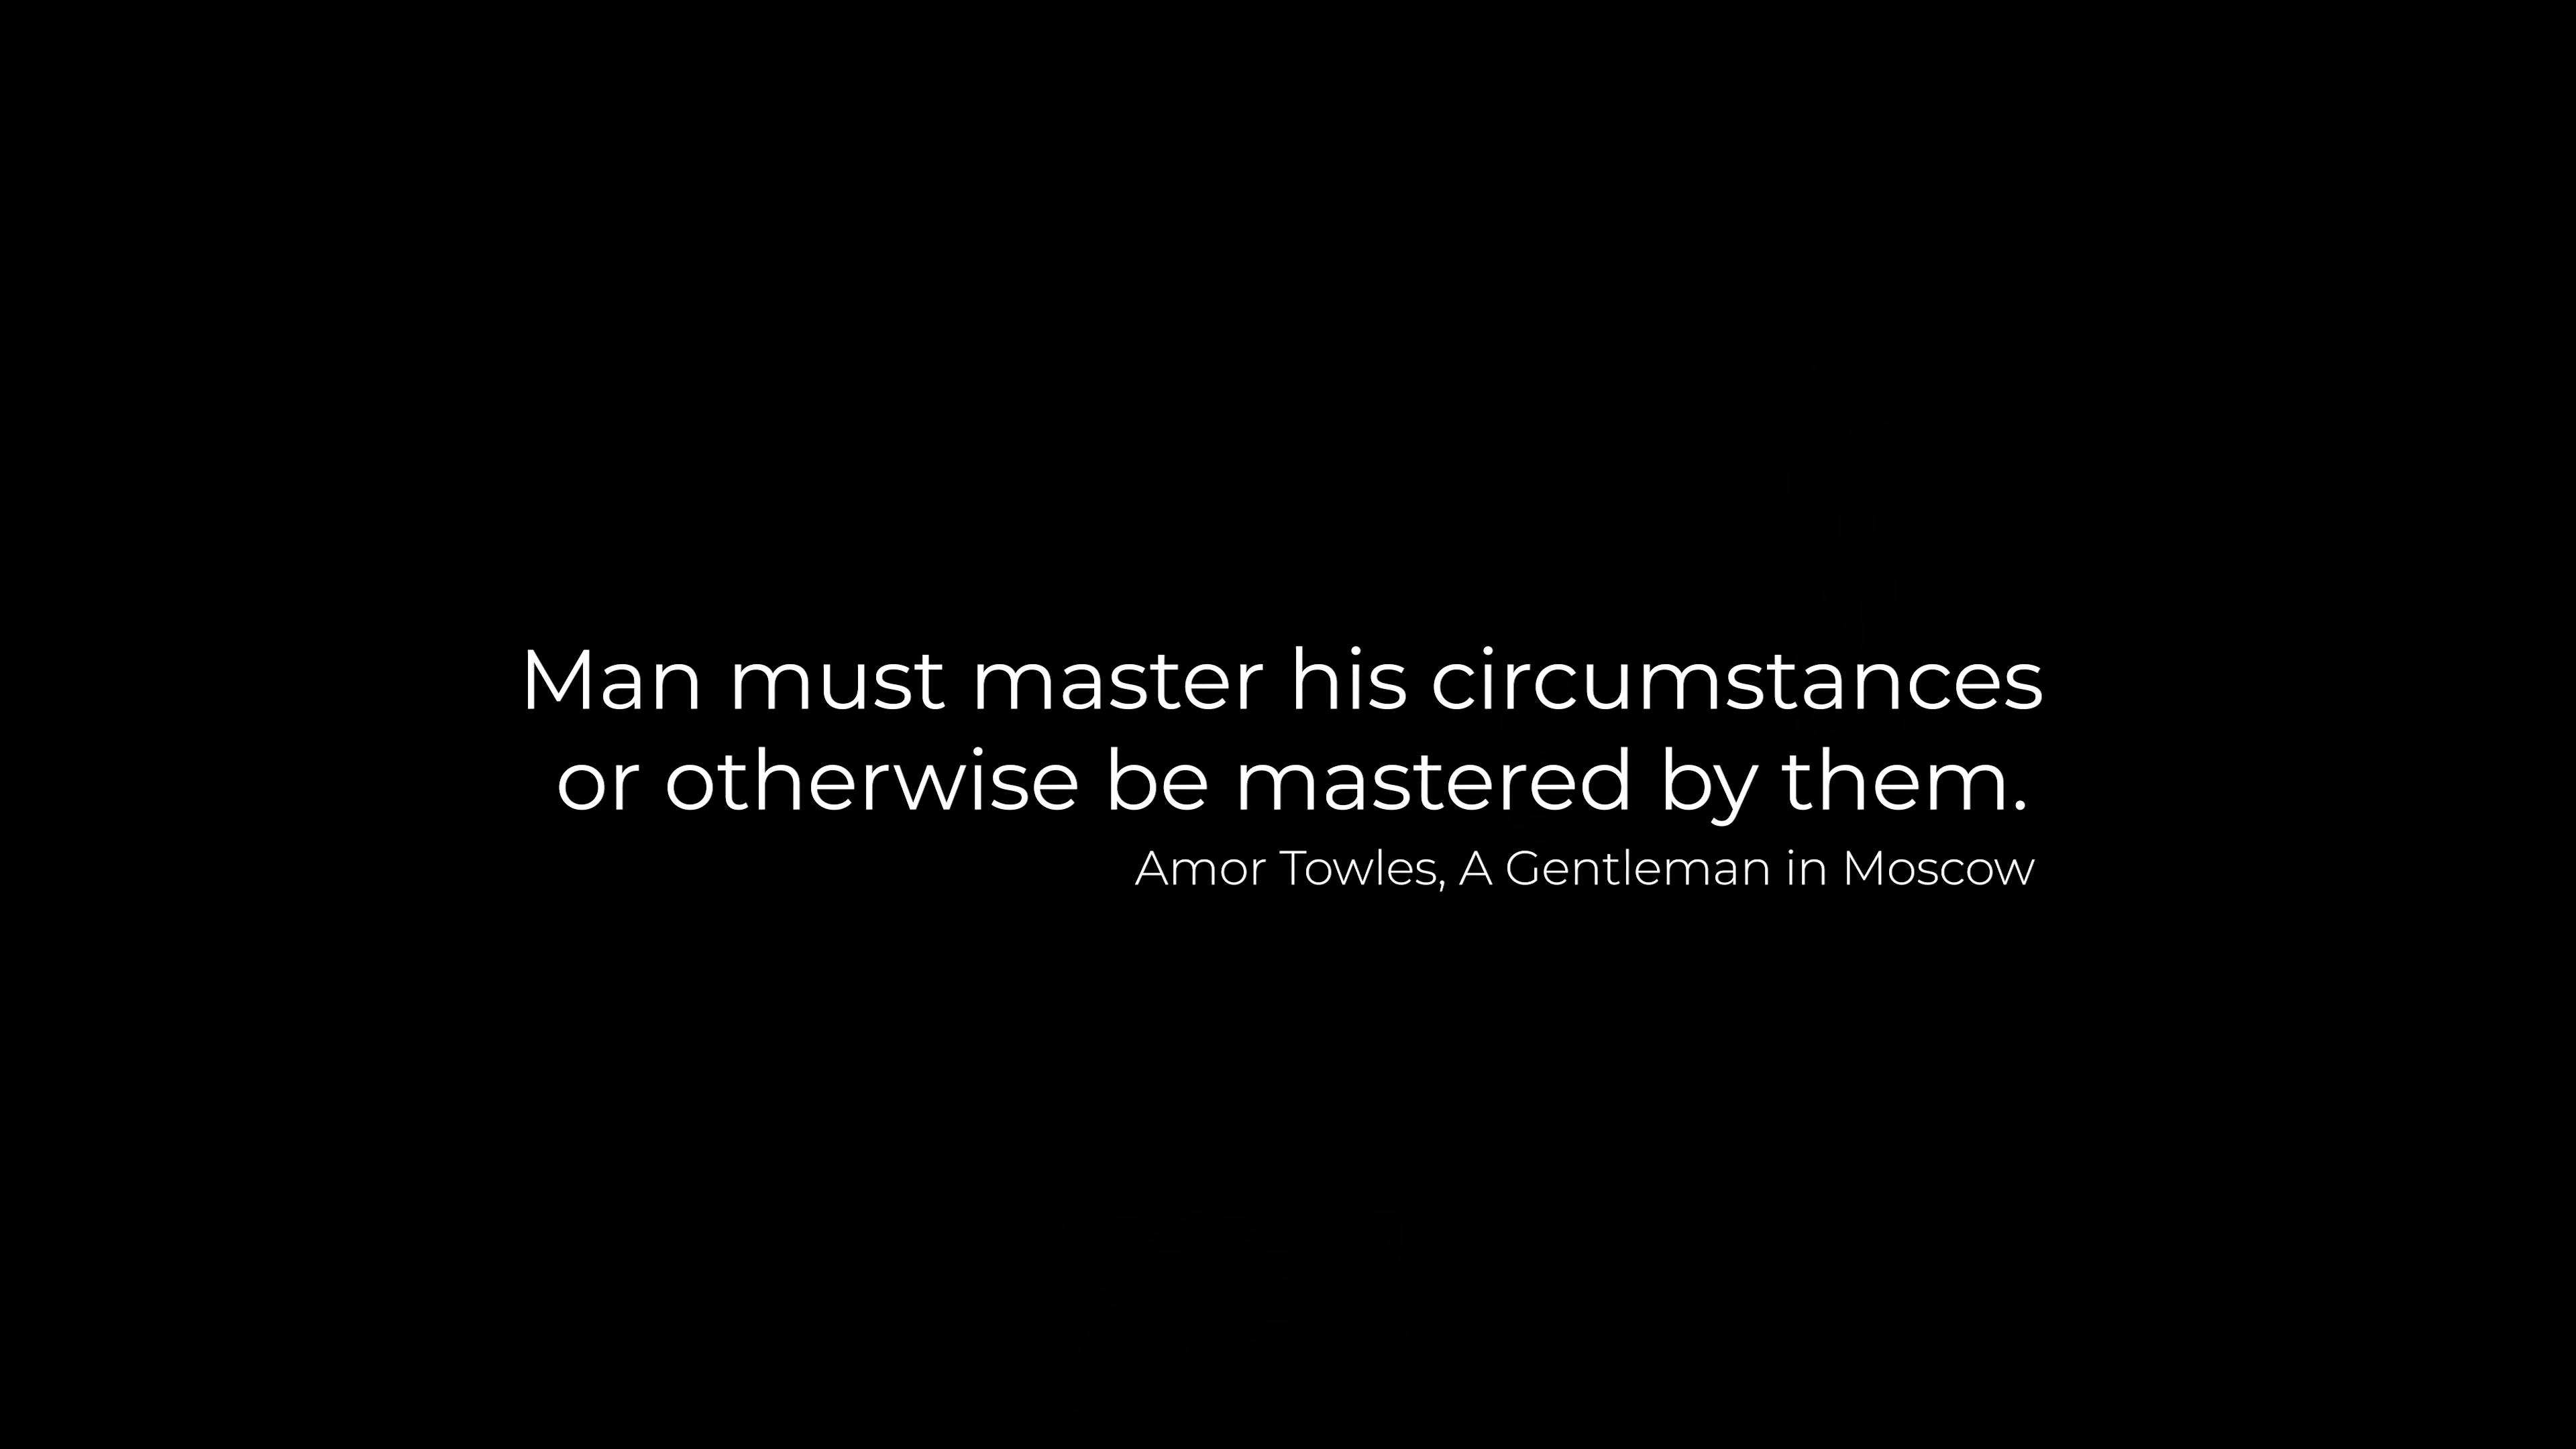 Man must master his circumstances
or otherwise be mastered by them.
Amor Towles, A Gentleman in Moscow